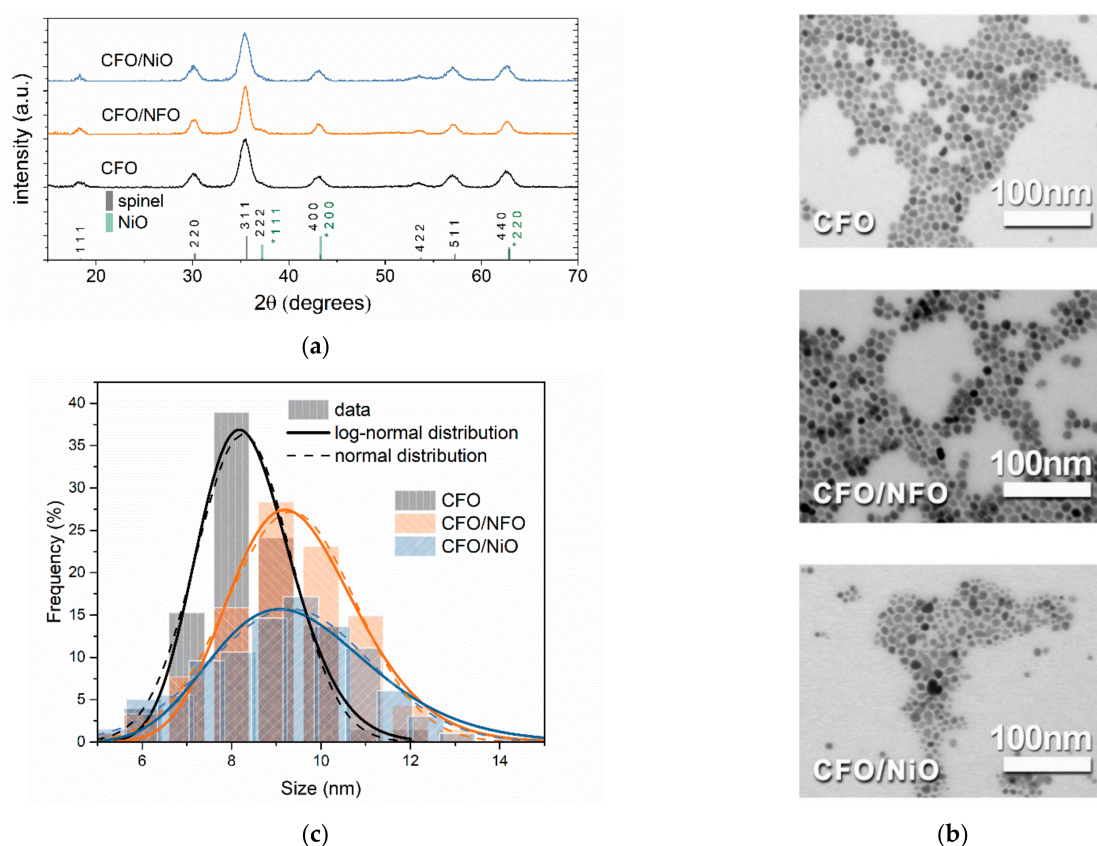 CFO/NiO
CFO/NFO
CFO
spinel
NiO
intensity (a.u.)
1 1 1
2 2 0
3 1 1
2 2 2
*1 1 1
4 0 0
*2 0 0
4 2 2
5 1 1
4 4 0
*2 2 0
20 30 40 50 60 70
2θ (degrees)
(a)
CFO
100nm
CFO/NFO
100nm
CFO/NiO
100nm
(b)
data
log-normal distribution
normal distribution
CFO
CFO/NFO
CFO/NiO
Frequency (%)
40
35
30
25
20
15
10
5
0
6 8 10 12 14
Size (nm)
(c)